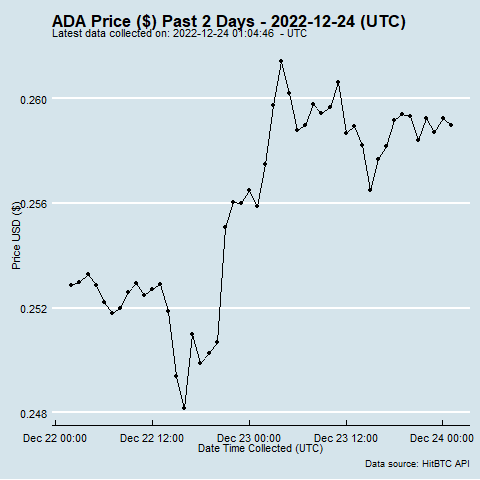 ADA Price ($) Past 2 Days - 2022-12-24 (UTC)
Latest data collected on: 2022-12-24 01:04:46 - UTC
0.260
0.256
0.252
0.248
Price USD ($)
Dec 22 00:00 Dec 22 12:00 Dec 23 00:00 Dec 23 12:00 Dec 24 00:00
Date Time Collected (UTC)
Data source: HitBTC API